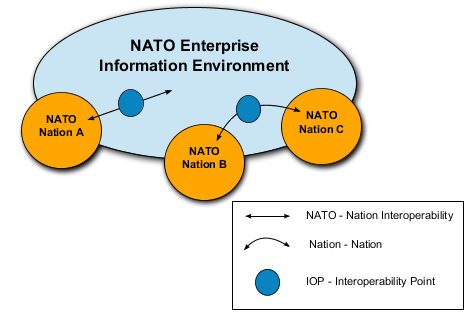 NATO Enterprise
Information Environment
NATO
Nation A
NATO
Nation B
NATO
Nation C
NATO - Nation Interoperability
Nation - Nation
IOP - Interoperability Point